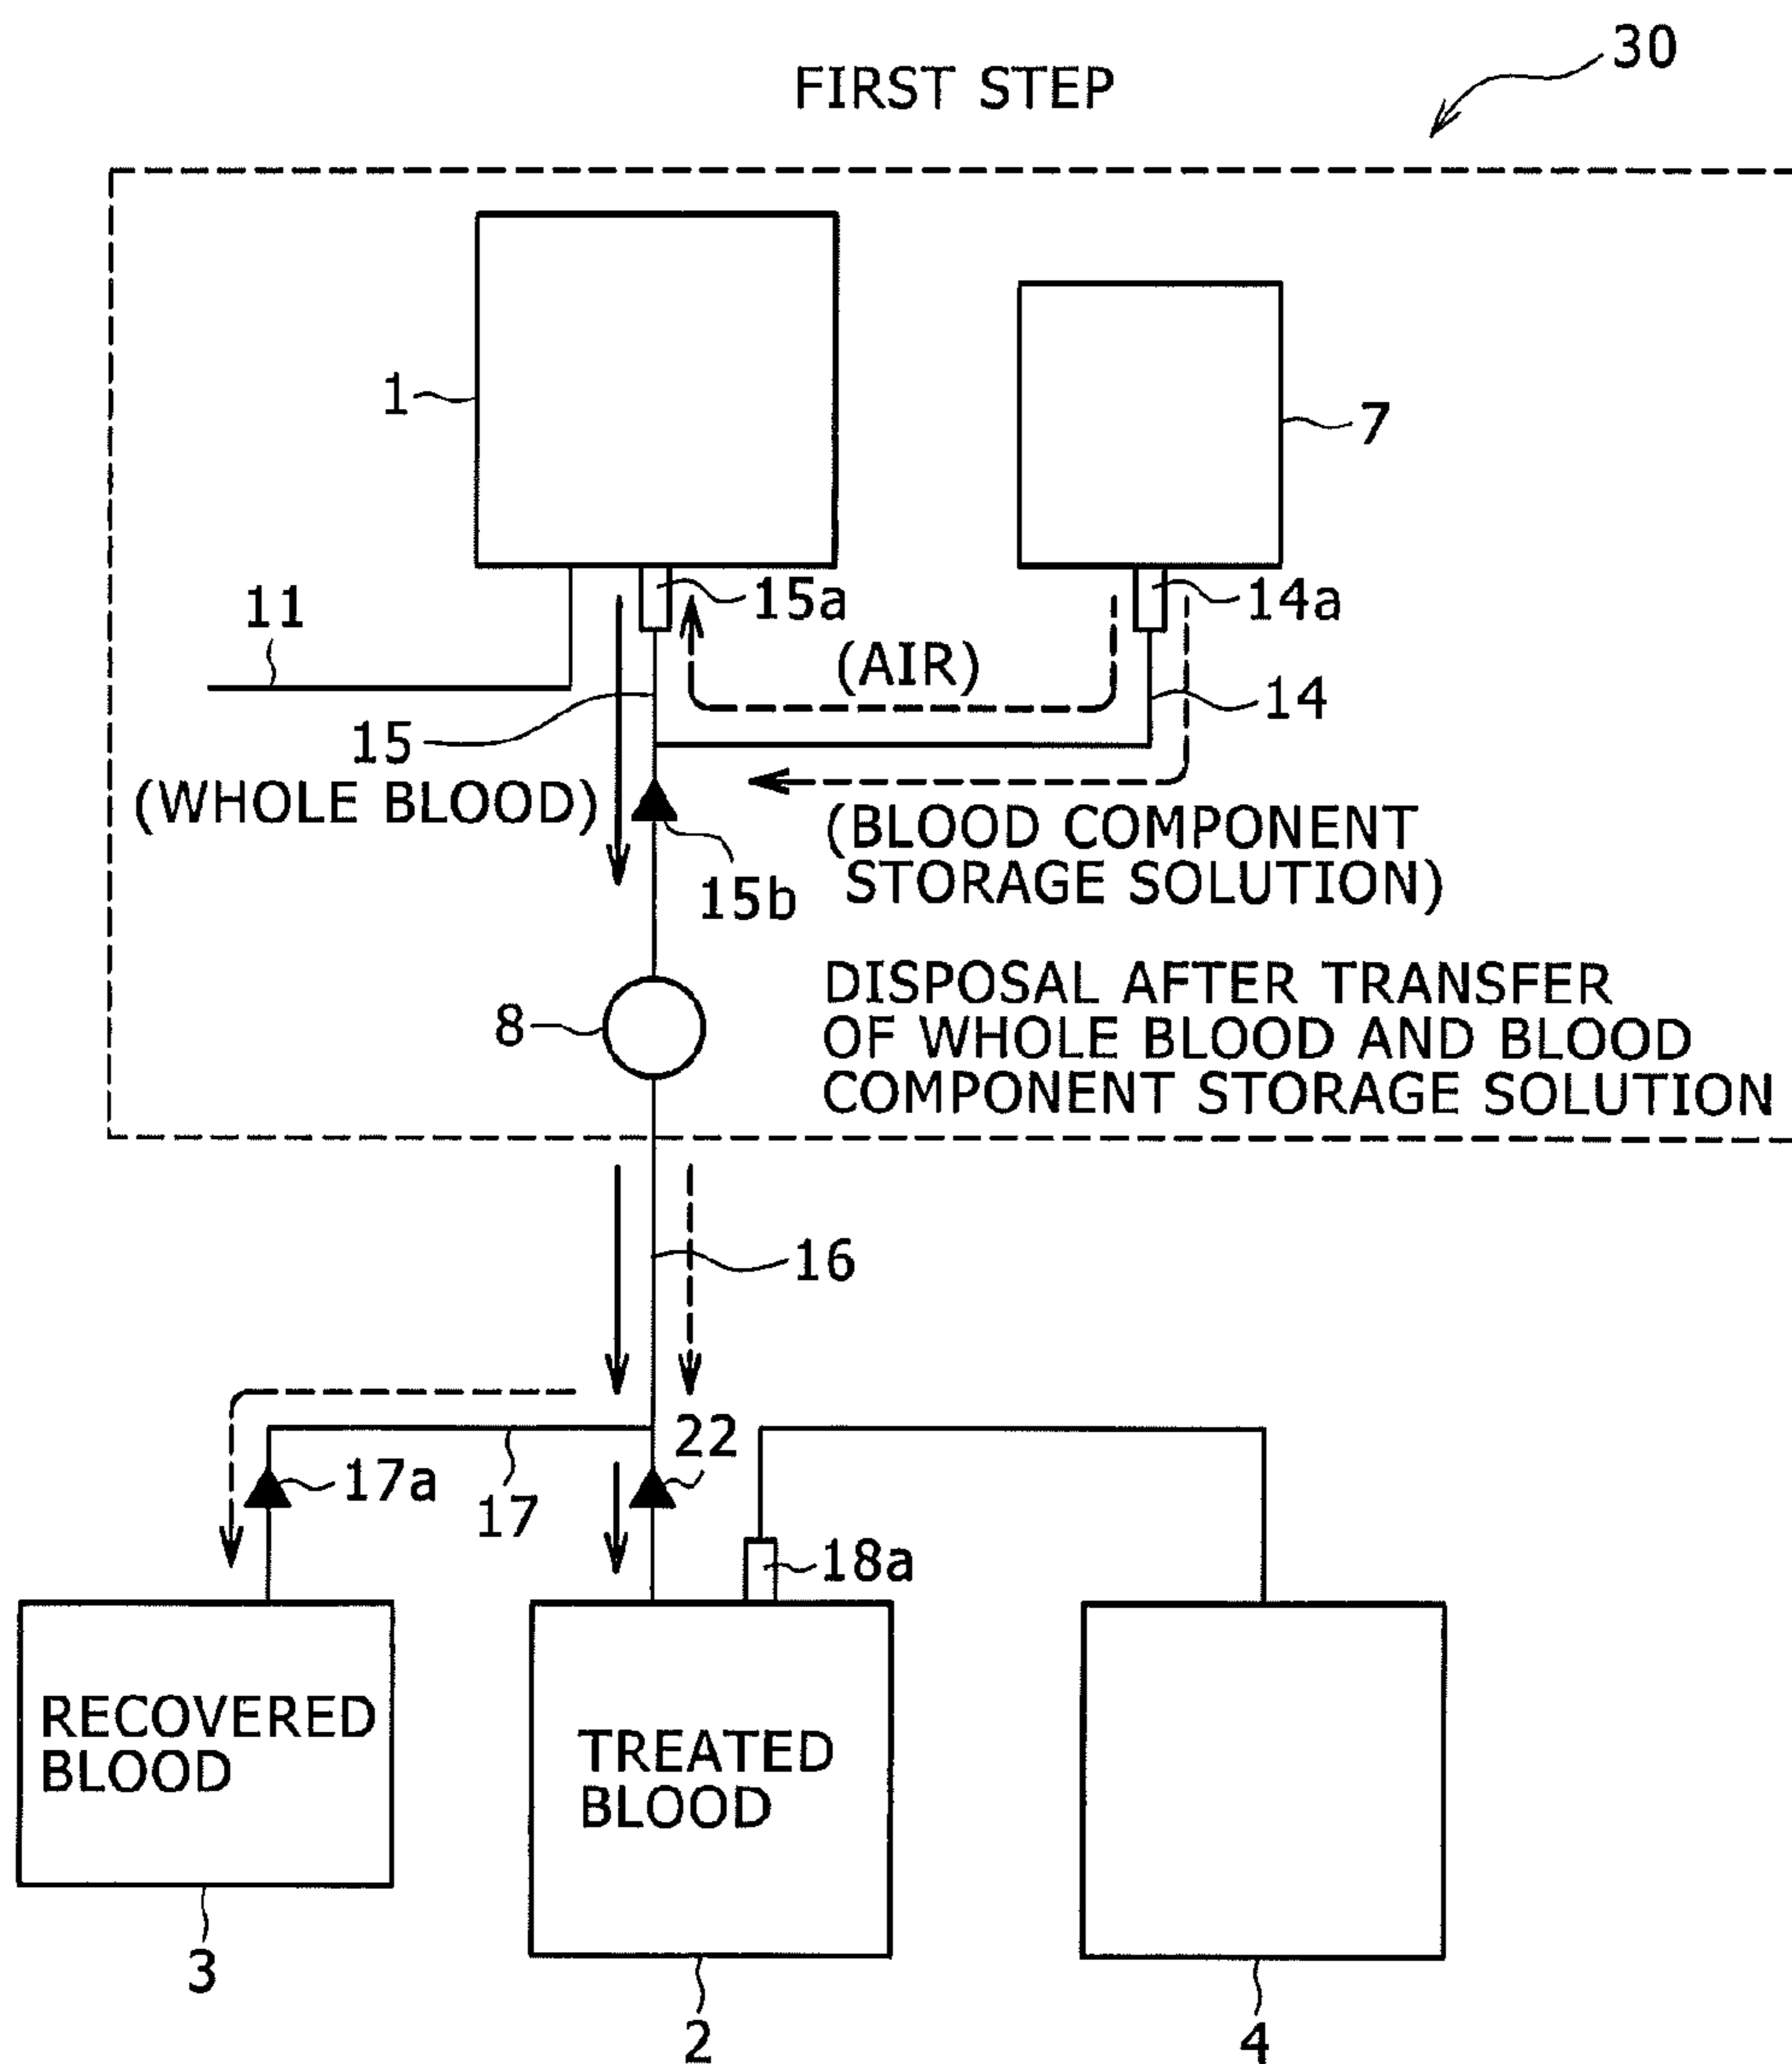 30
FIRST STEP
1
7
15a
14a
11
(AIR)
14
15
(WHOLE BLOOD)
(BLOOD COMPONENT
STORAGE SOLUTION)
15b
DISPOSAL AFTER TRANSFER
OF WHOLE BLOOD AND BLOOD
COMPONENT STORAGE SOLUTION
8
16
22
17a
17
18a
RECOVERED
BLOOD
TREATED
BLOOD
3
2
4